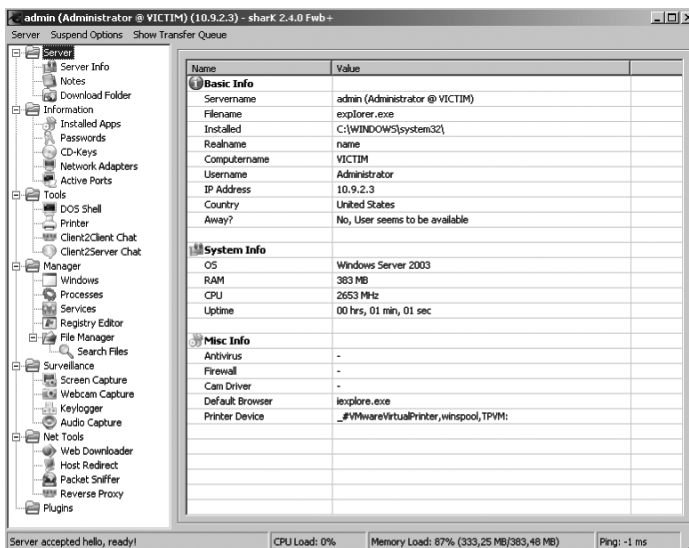 admin (Administrator @ VICTIM) (10.9.2.3) - sharK 2.4.0 Fwb+
Server Suspend Options Show Transfer Queue
Server
Server Info
Notes
Download Folder
Information
Installed Apps
Passwords
CD-Keys
Network Adapters
Active Ports
Tools
DOS Shell
Printer
Client2Client Chat
Client2Server Chat
Manager
Windows
Processes
Services
Registry Editor
File Manager
Search Files
Surveillance
Screen Capture
Webcam Capture
Keylogger
Audio Capture
Net Tools
Web Downloader
Host Redirect
Packet Sniffer
Reverse Proxy
Plugins
Name Value
Basic Info
Servername admin (Administrator @ VICTIM)
Filename explorer.exe
Installed C:\WINDOWS\system32\
Realname name
Computername VICTIM
Username Administrator
IP Address 10.9.2.3
Country United States
Away? No, User seems to be available
System Info
OS Windows Server 2003
RAM 383 MB
CPU 2653 MHz
Uptime 00 hrs, 01 min, 01 sec
Misc Info
Antivirus -
Firewall -
Cam Driver -
Default Browser iexplore.exe
Printer Device _#VMwareVirtualPrinter,winspool,TPVM:
Server accepted hello, ready! CPU Load: 0% Memory Load: 87% (333,25 MB/383,48 MB) Ping: -1 ms